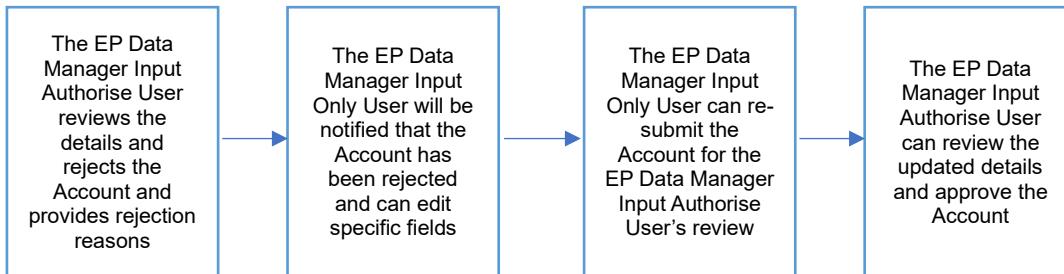 The EP Data
Manager Input
Authorise User
reviews the
details and
rejects the
Account and
provides rejection
reasons
The EP Data
Manager Input
Only User will be
notified that the
Account has
been rejected
and can edit
specific fields
The EP Data
Manager Input
Only User can re-
submit the
Account for the
EP Data Manager
Input Authorise
User’s review
The EP Data
Manager Input
Authorise User
can review the
updated details
and approve the
Account